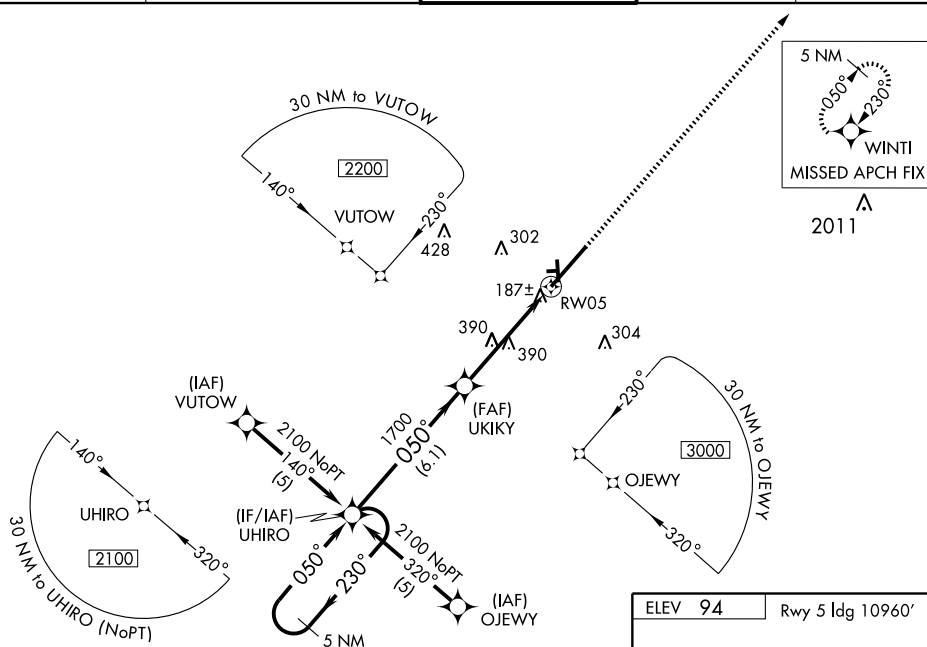 5 NM
050°
230°
WINTI
MISSED APCH FIX
2011
30 NM to VUTOW
2200
140°
230°
VUTOW
428
302
187±
RW05
390
390
304
(FAF)
UKIKY
(IAF)
VUTOW
2100 NoPT
140°
(5)
1700
050°
(6.1)
230°
30 NM to OJEWY
3000
OJEWY
320°
140°
UHIRO
2100
320°
30 NM to UHIRO (NoPT)
(IF/IAF)
UHIRO
2100 NoPT
320°
(5)
050°
230°
5 NM
(IAF)
OJEWY
ELEV 94
Rwy 5 ldg 10960'